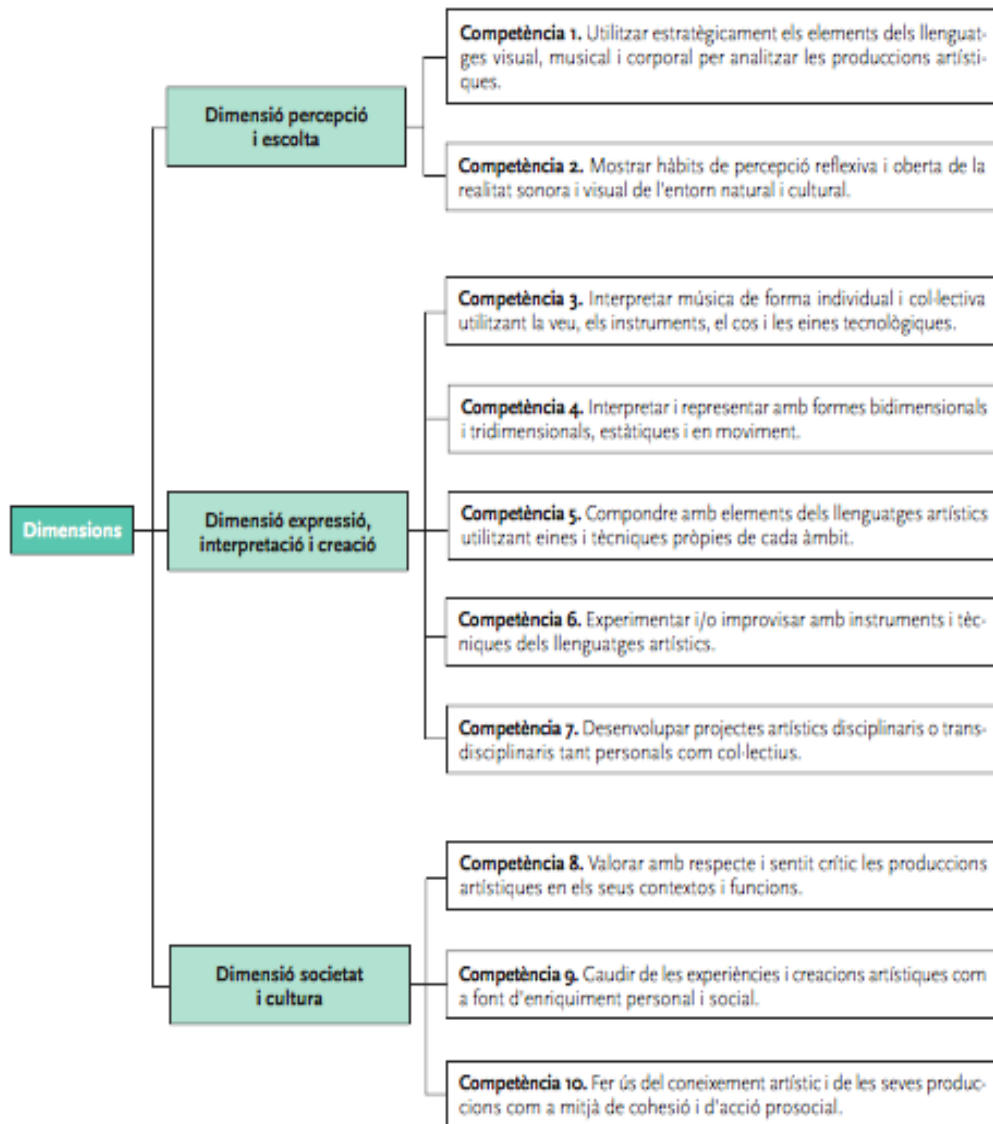 Dimensions
Dimensió percepció
i escolta
Competència 1. Utilitzar estratègicament els elements dels llenguat-
ges visual, musical i corporal per analitzar les produccions artísti-
ques.
Competència 2. Mostrar hàbits de percepció reflexiva i oberta de la
realitat sonora i visual de l'entorn natural i cultural.
Dimensió expressió,
interpretació i creació
Competència 3. Interpretar música de forma individual i col·lectiva
utilitzant la veu, els instruments, el cos i les eines tecnològiques.
Competència 4. Interpretar i representar amb formes bidimensionals
i tridimensionals, estàtiques i en moviment.
Competència 5. Compondre amb elements dels llenguatges artístics
utilitzant eines i tècniques pròpies de cada àmbit.
Competència 6. Experimentar i/o improvisar amb instruments i tèc-
niques dels llenguatges artístics.
Competència 7. Desenvolupar projectes artístics disciplinaris o trans-
disciplinaris tant personals com col·lectius.
Dimensió societat
i cultura
Competència 8. Valorar amb respecte i sentit crític les produccions
artístiques en els seus contextos i funcions.
Competència 9. Gaudir de les experiències i creacions artístiques com
a font d'enriquiment personal i social.
Competència 10. Fer ús del coneixement artístic i de les seves produc-
cions com a mitjà de cohesió i d'acció prosocial.